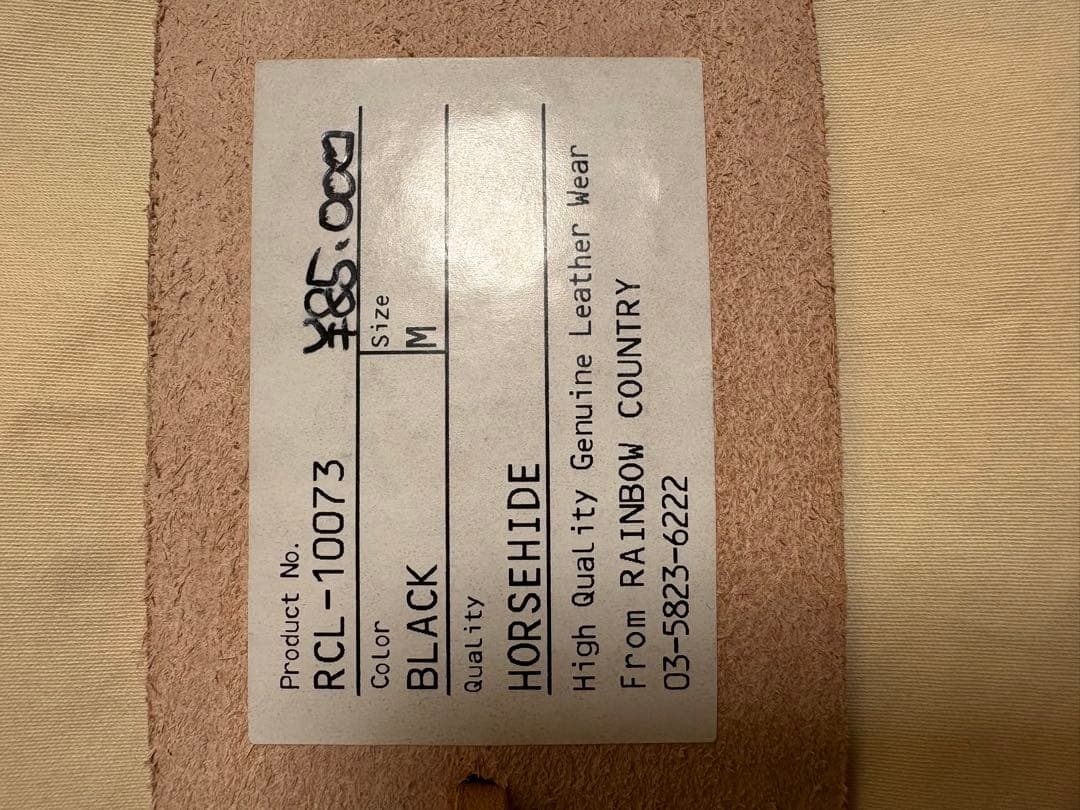 Product No.
RCL-10073 ¥85.000
Color Size
BLACK M
Quality
HORSEHIDE
High Quality Genuine Leather Wear
From RAINBOW COUNTRY
03-5823-6222